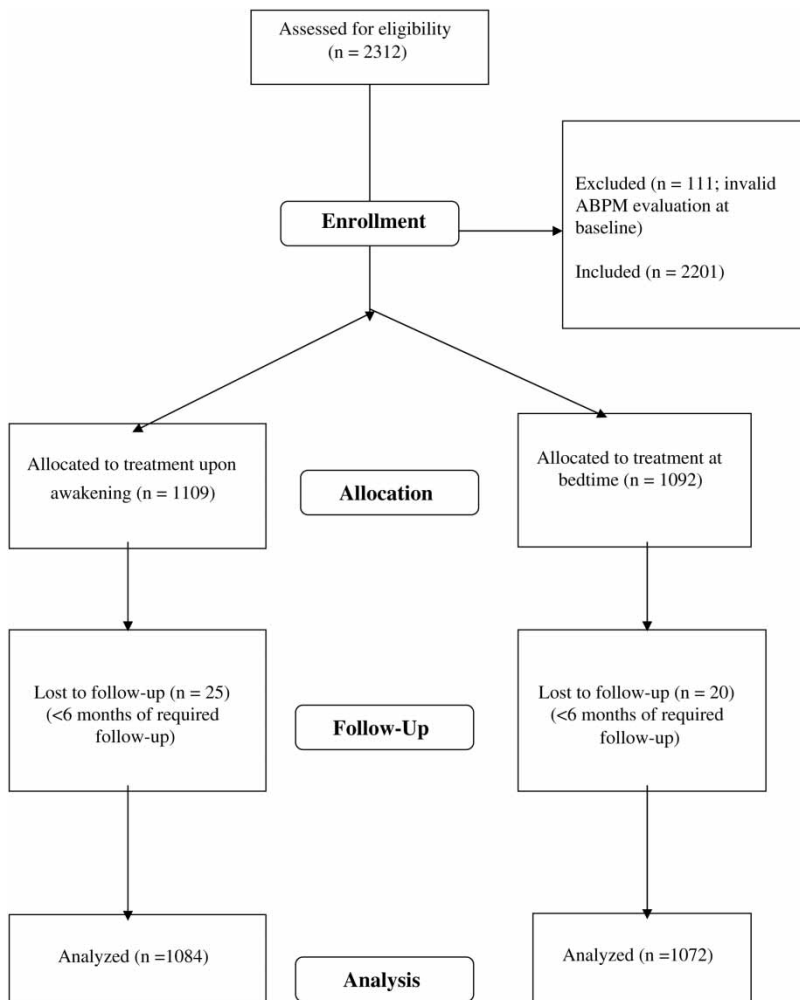 Assessed for eligibility
(n = 2312)
Excluded (n = 111; invalid
ABPM evaluation at
baseline)
Included (n = 2201)
Enrollment
Allocated to treatment upon
awakening (n = 1109)
Allocation
Allocated to treatment at
bedtime (n = 1092)
Lost to follow-up (n = 25)
(<6 months of required
follow-up)
Follow-Up
Lost to follow-up (n = 20)
(<6 months of required
follow-up)
Analyzed (n =1084)
Analysis
Analyzed (n =1072)